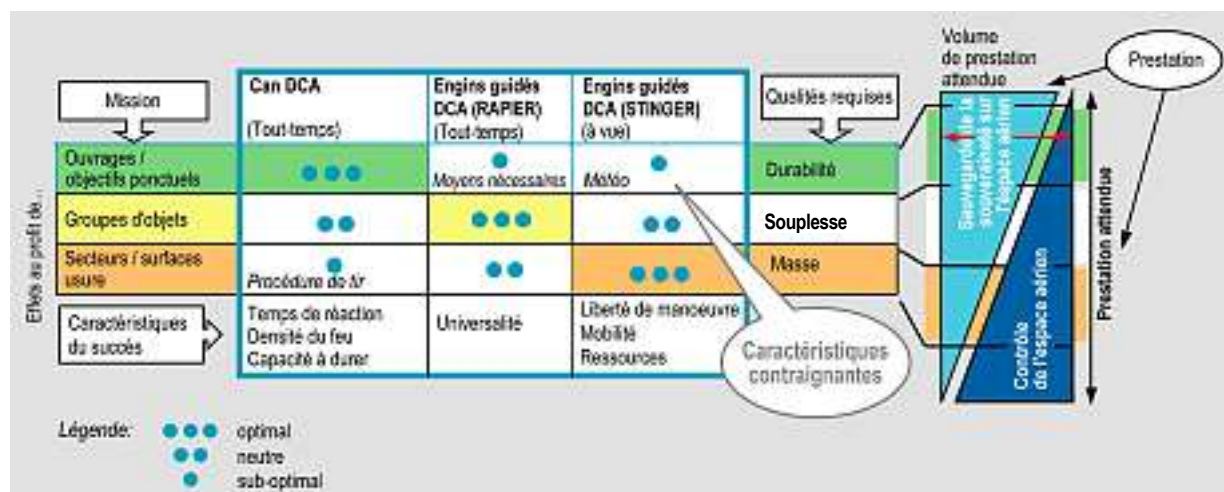 Volume
de prestation
attendue
Prestation
Mission
Can DCA
(Tout-temps)
Engins guidés
DCA (RAPIER)
(Tout-temps)
Engins guidés
DCA (STINGER)
(à vue)
Qualités requises
Effets au profit de...
Ouvrages /
objectifs ponctuels
Moyens nécessaires
Météo
Durabilité
Groupes d'objets
Souplesse
Secteurs / surfaces
usure
Procédure de tir
Masse
Caractéristiques
du succès
Temps de réaction
Densité du feu
Capacité à durer
Universalité
Liberté de manoeuvre
Mobilité
Ressources
Caractéristiques
contraignantes
Sauvegarde de la
souveraineté sur
l'espace aérien
Contrôle
de l'espace aérien
Prestation attendue
Légende:
optimal
neutre
sub-optimal